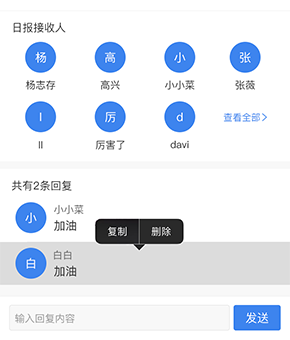 日报接收人
杨 高 小 张
杨志存 高兴 小小菜 张薇
l 厉 d 查看全部
ll 厉害了 davi
共有2条回复
小 小小菜
加油
复制 删除
白 白白
加油
输入回复内容 发送